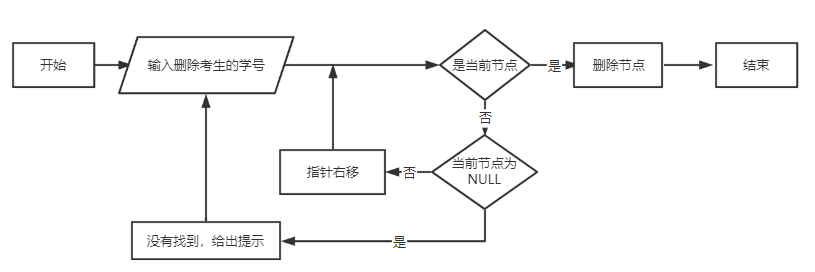 开始
输入删除考生的学号
是当前节点
是
删除节点
结束
否
当前节点为
NULL
否
指针右移
没有找到，给出提示
是